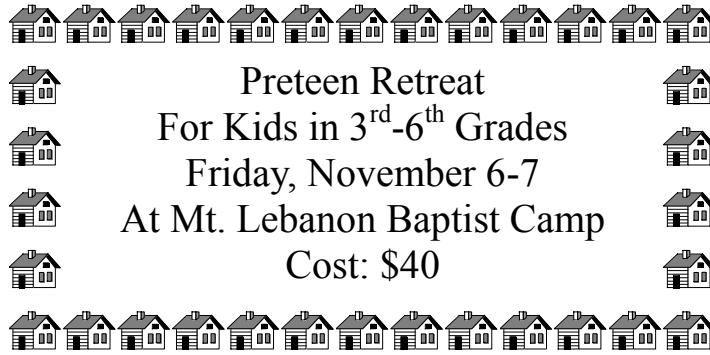 Preteen Retreat
For Kids in 3rd-6th Grades
Friday, November 6-7
At Mt. Lebanon Baptist Camp
Cost: $40